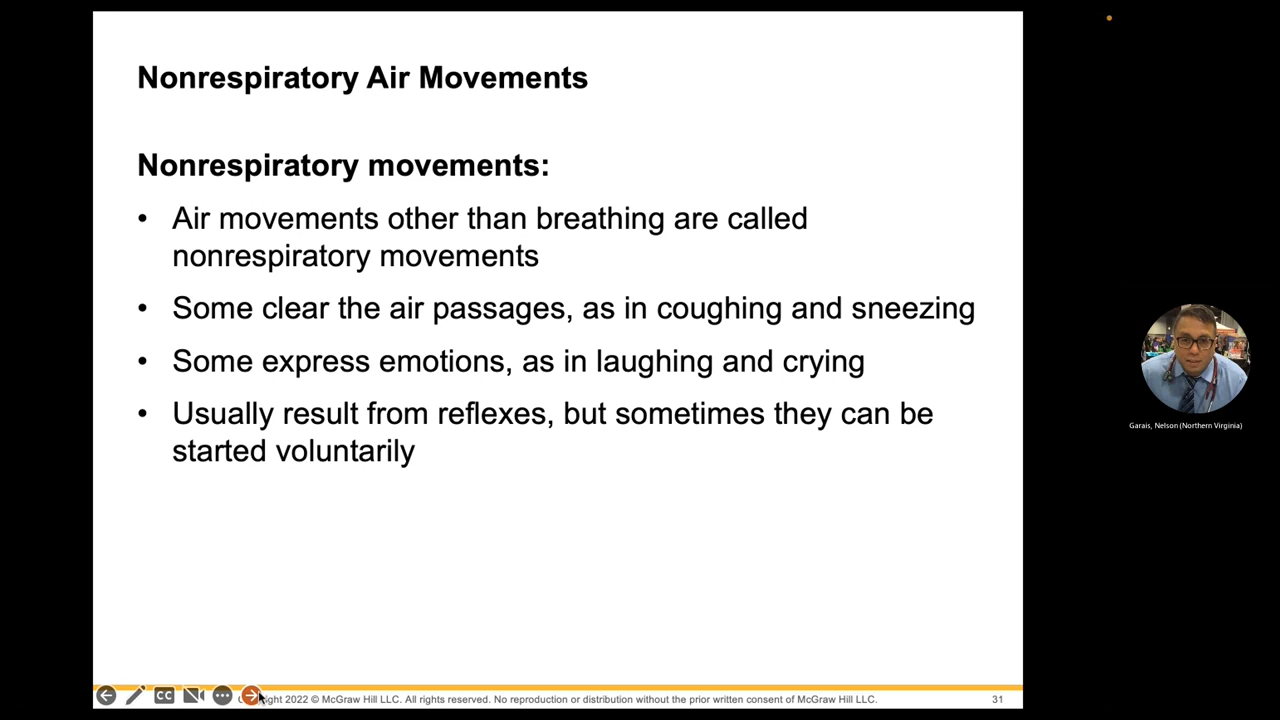 Nonrespiratory Air Movements
Nonrespiratory movements:
• Air movements other than breathing are called
nonrespiratory movements
• Some clear the air passages, as in coughing and sneezing
• Some express emotions, as in laughing and crying
• Usually result from reflexes, but sometimes they can be
started voluntarily
Garais, Nelson (Northern Virginia)
CC
2022 © McGraw Hill LLC. All rights reserved. No reproduction or distribution without the prior written consent of McGraw Hill LLC.
31